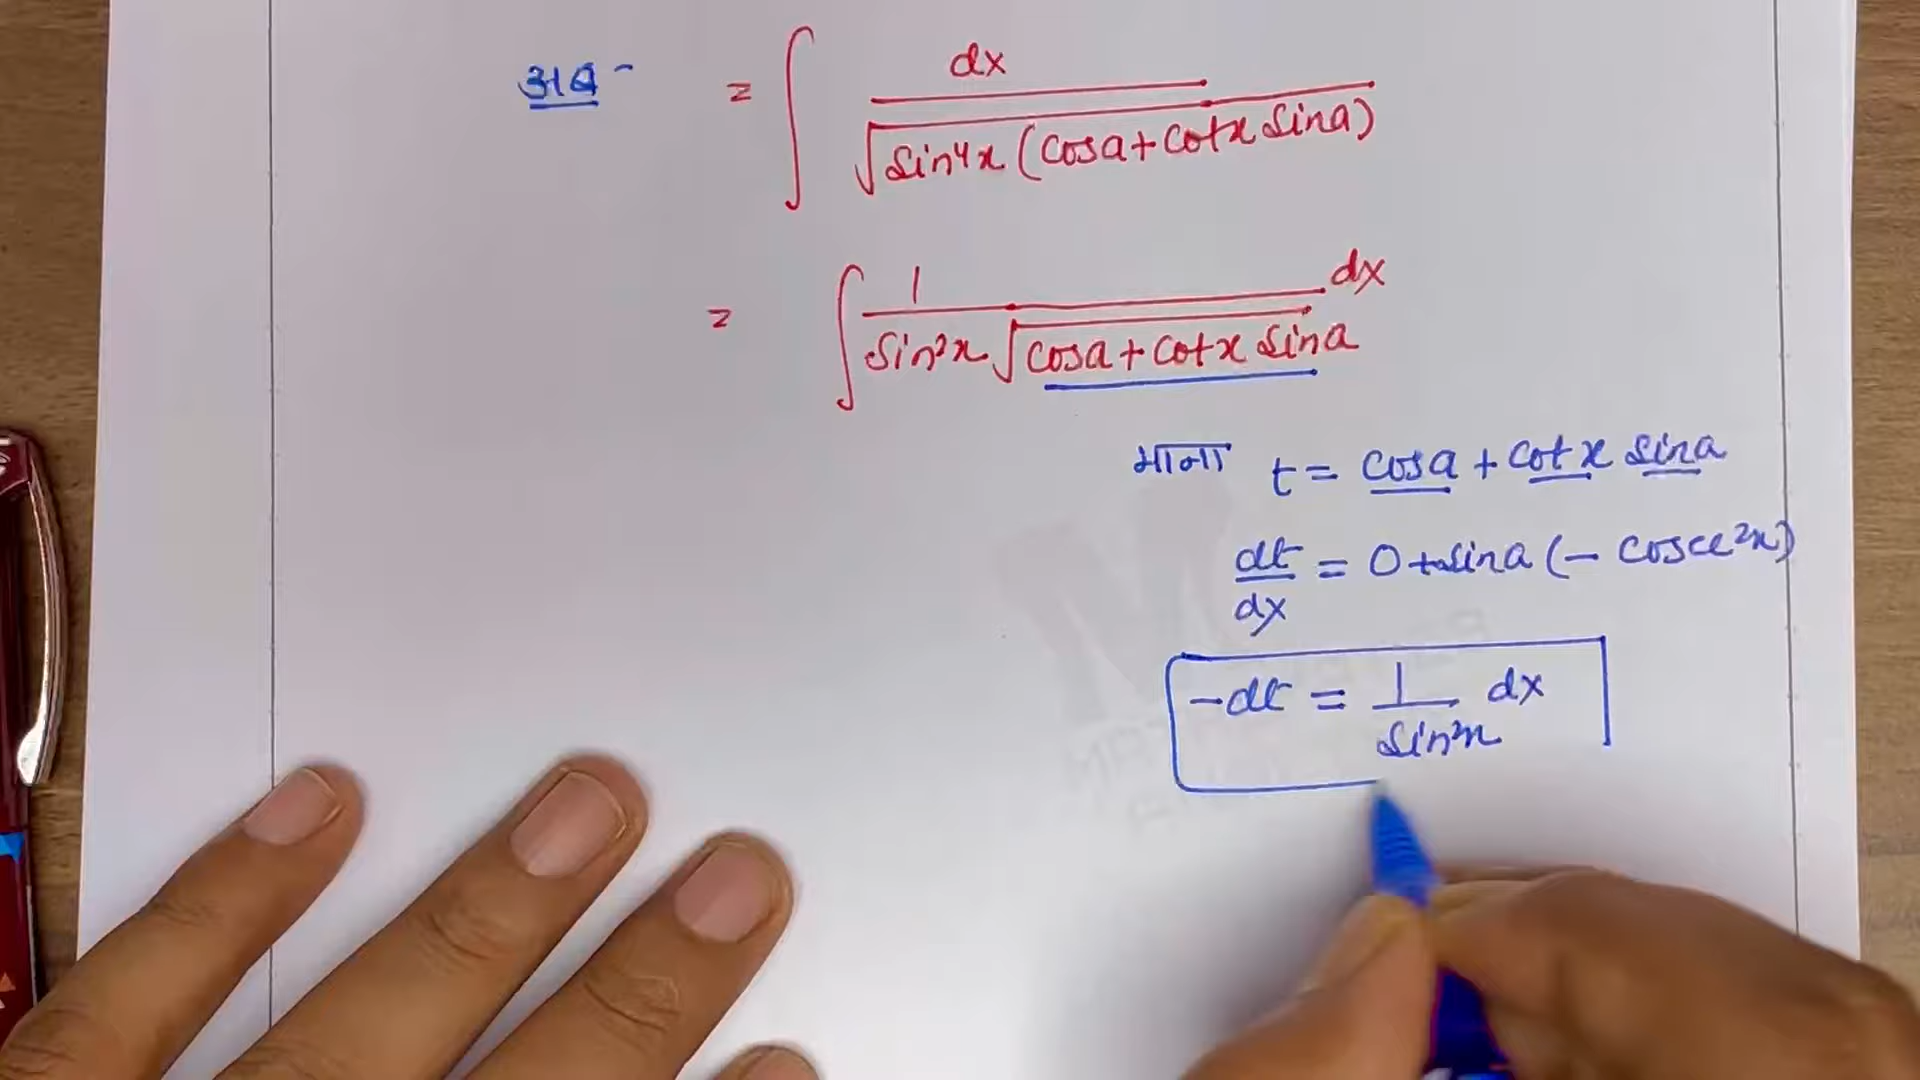 अब -
= ∫ dx / √sin⁴x (cosa + cotx sina)
= ∫ 1 / sin²x √cosa + cotx sina dx
माना t = cosa + cotx sina
dt/dx = 0 + sina (- cosec²x)
-dt = 1/sin²x dx